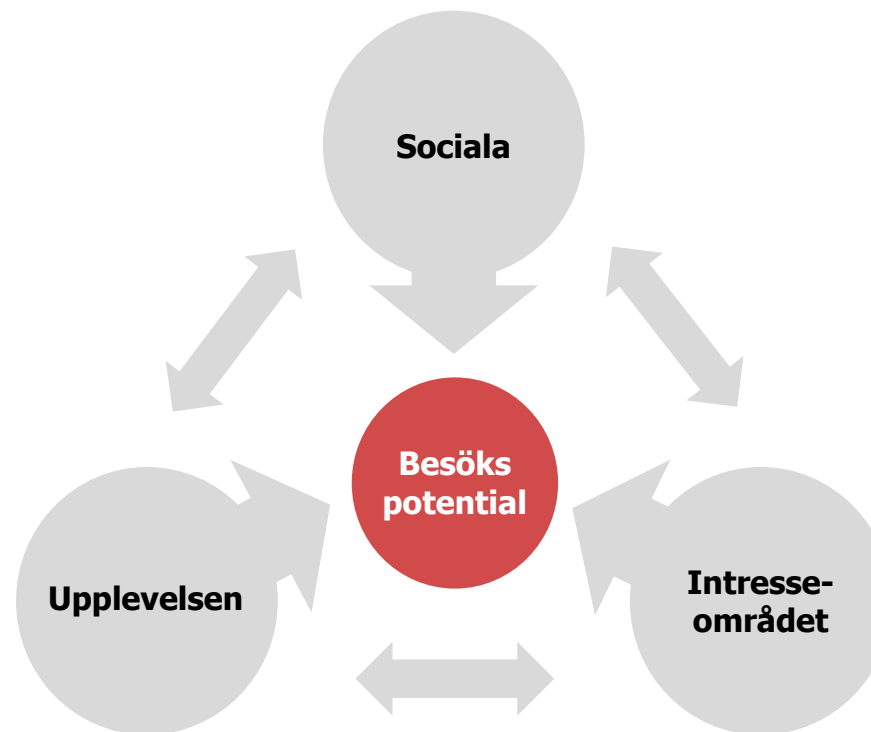 Sociala
Besöks
potential
Upplevelsen
Intresse-
området